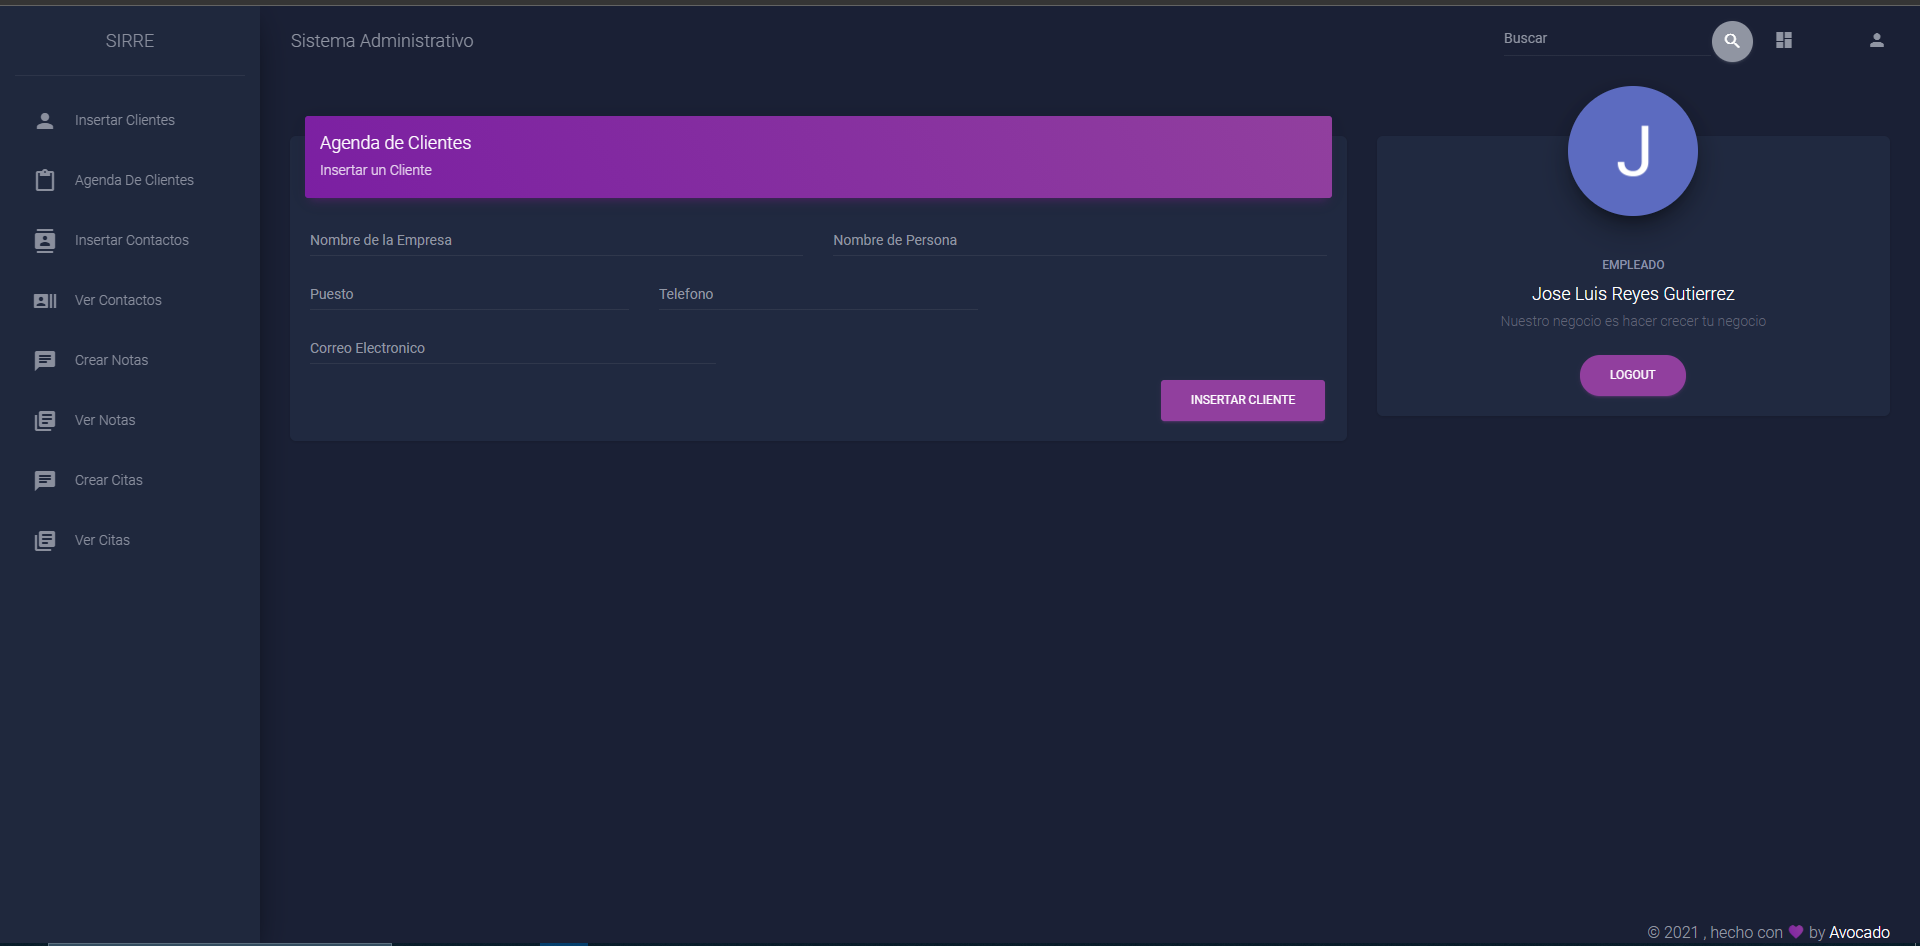 SIRRE
Insertar Clientes
Agenda De Clientes
Insertar Contactos
Ver Contactos
Crear Notas
Ver Notas
Crear Citas
Ver Citas
Sistema Administrativo
Buscar
Agenda de Clientes
Insertar un Cliente
Nombre de la Empresa
Nombre de Persona
Puesto
Telefono
Correo Electronico
INSERTAR CLIENTE
J
EMPLEADO
Jose Luis Reyes Gutierrez
Nuestro negocio es hacer crecer tu negocio
LOGOUT
© 2021 , hecho con by Avocado